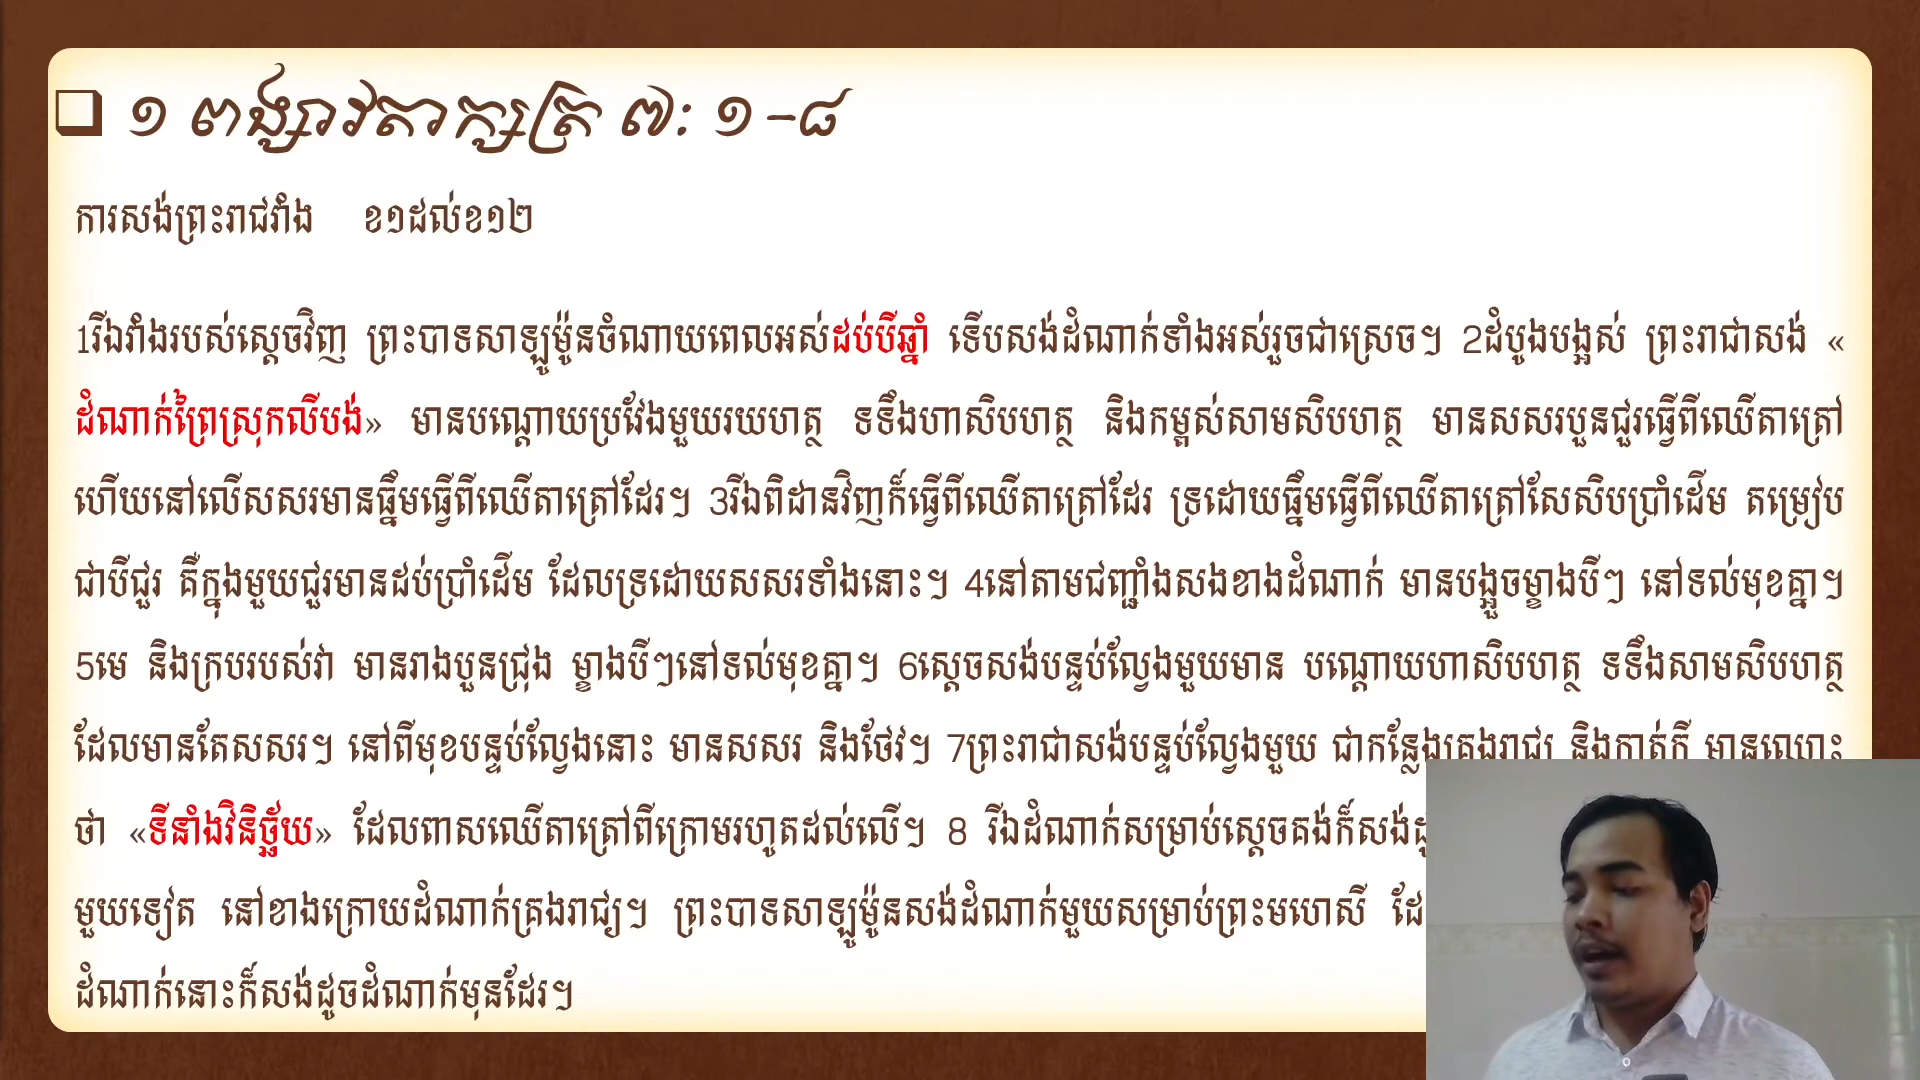 ១ ពង្សាវតាក្សត្រ ៧: ១-៨
ការសង់ព្រះរាជវាំង ខ១ដល់ខ១២
1រីឯវាំងរបស់ស្ដេចវិញ ព្រះបាទសាឡូម៉ូនចំណាយពេលអស់ដប់បីឆ្នាំ ទើបសង់ដំណាក់ទាំងអស់រួចជាស្រេច។ 2ដំបូងបង្អស់ ព្រះរាជាសង់ «
ដំណាក់ព្រៃស្រុកលីបង់» មានបណ្ដោយប្រវែងមួយរយហត្ថ ទទឹងហាសិបហត្ថ និងកម្ពស់សាមសិបហត្ថ មានសសរបួនជួរធ្វើពីឈើតាត្រៅ
ហើយនៅលើសសរមានធ្នឹមធ្វើពីឈើតាត្រៅដែរ។ 3រីឯពិដានវិញក៏ធ្វើពីឈើតាត្រៅដែរ ទ្រដោយធ្នឹមធ្វើពីឈើតាត្រៅសែសិបប្រាំដើម តម្រៀប
ជាបីជួរ គឺក្នុងមួយជួរមានដប់ប្រាំដើម ដែលទ្រដោយសសរទាំងនោះ។ 4នៅតាមជញ្ជាំងសងខាងដំណាក់ មានបង្អួចម្ខាងបីៗ នៅទល់មុខគ្នា។
5មេ និងក្របរបស់វា មានរាងបួនជ្រុង ម្ខាងបីៗនៅទល់មុខគ្នា។ 6ស្ដេចសង់បន្ទប់ល្វែងមួយមាន បណ្ដោយហាសិបហត្ថ ទទឹងសាមសិបហត្ថ
ដែលមានតែសសរ។ នៅពីមុខបន្ទប់ល្វែងនោះ មានសសរ និងថែវ។ 7ព្រះរាជាសង់បន្ទប់ល្វែងមួយ ជាកន្លែងគ្រងរាជ្យ និងកាត់ក្ដី មានឈ្មោះ
ថា «ទីនាំងវិនិច្ឆ័យ» ដែលពាសឈើតាត្រៅពីក្រោមរហូតដល់លើ។ 8 រីឯដំណាក់សម្រាប់ស្ដេចគង់ក៏សង់
មួយទៀត នៅខាងក្រោយដំណាក់គ្រងរាជ្យ។ ព្រះបាទសាឡូម៉ូនសង់ដំណាក់មួយសម្រាប់ព្រះមហេសី
ដំណាក់នោះក៏សង់ដូចដំណាក់មុនដែរ។